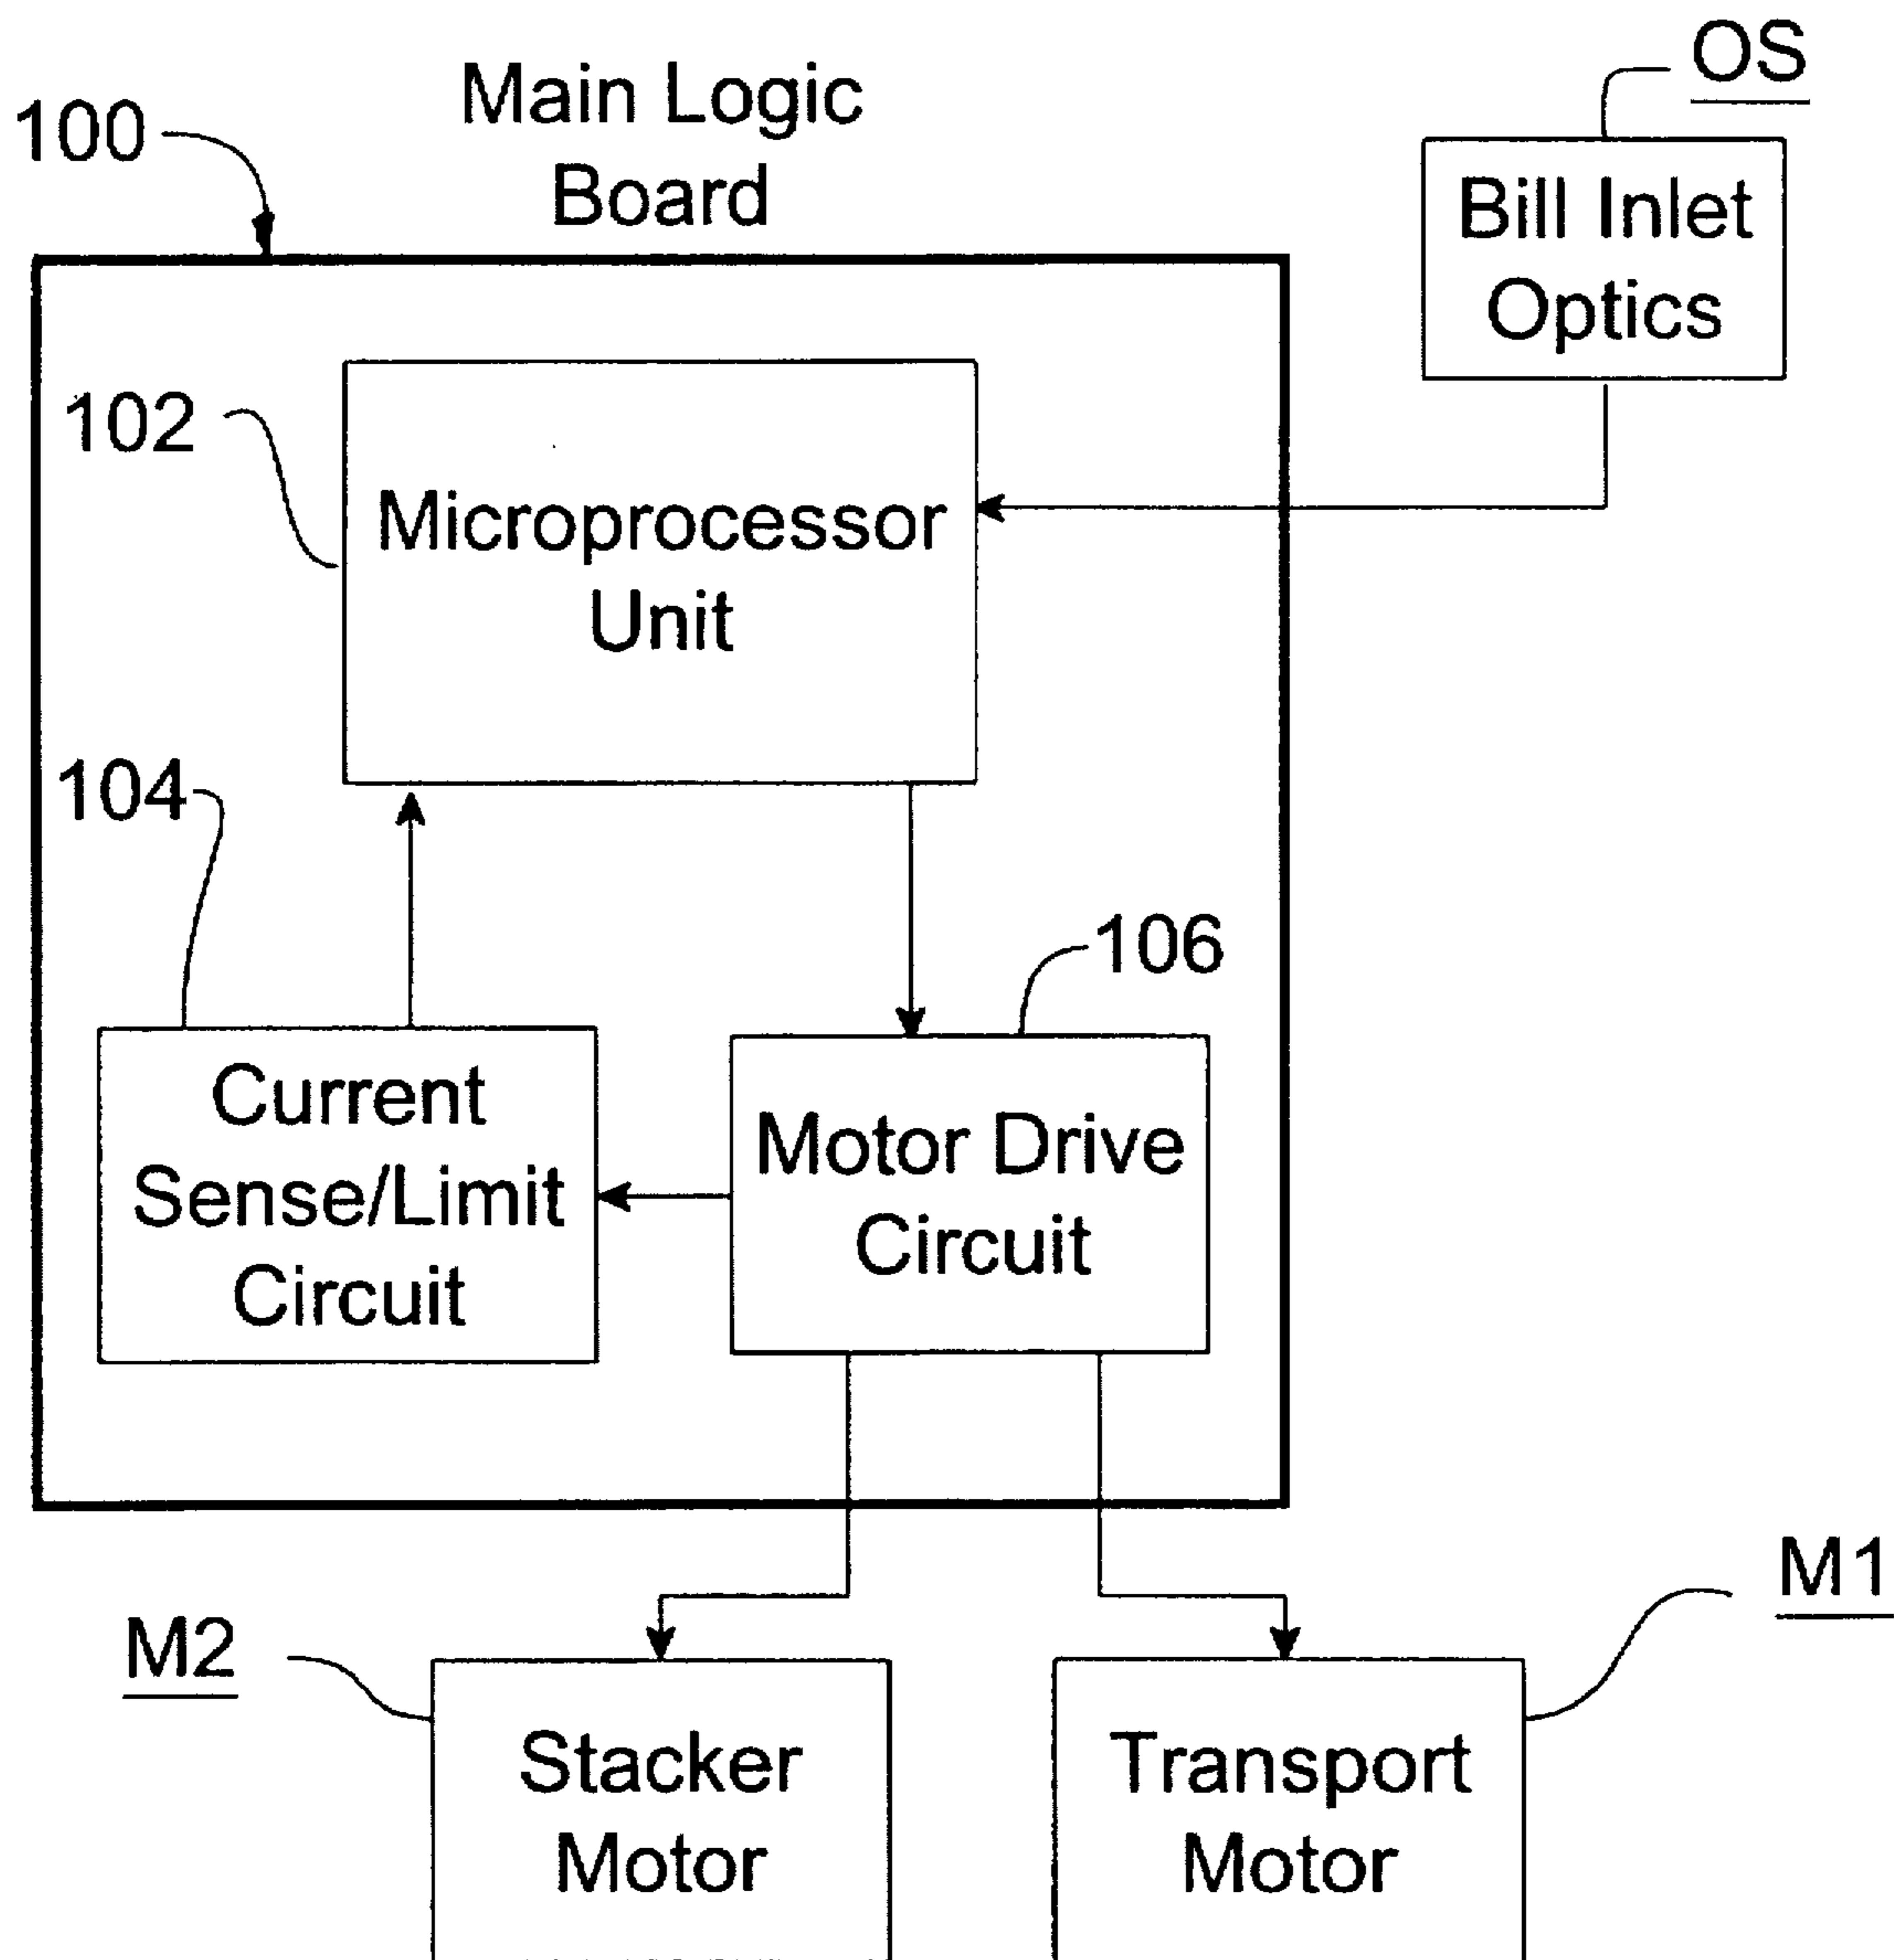 OS
Main Logic
Board
100
Bill Inlet
Optics
102
Microprocessor
Unit
104
106
Current
Sense/Limit
Circuit
Motor Drive
Circuit
M1
M2
Stacker
Motor
Transport
Motor